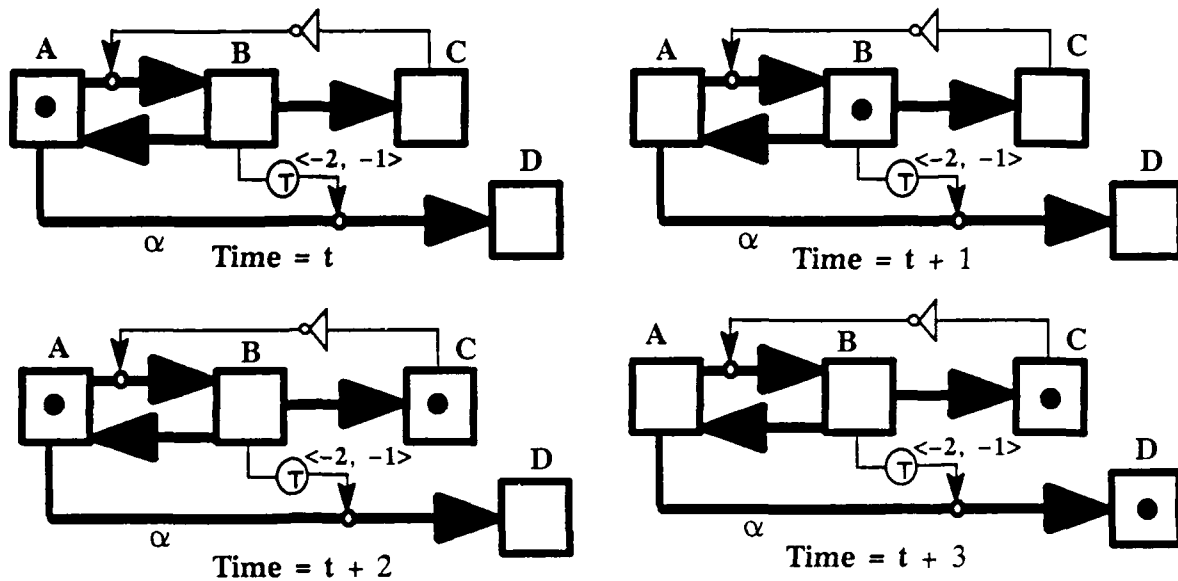 A B C
<-2, -1>
T
D
α
Time = t
A B C
<-2, -1>
T
D
α
Time = t + 1
A B C
<-2, -1>
T
D
α
Time = t + 2
A B C
<-2, -1>
T
D
α
Time = t + 3